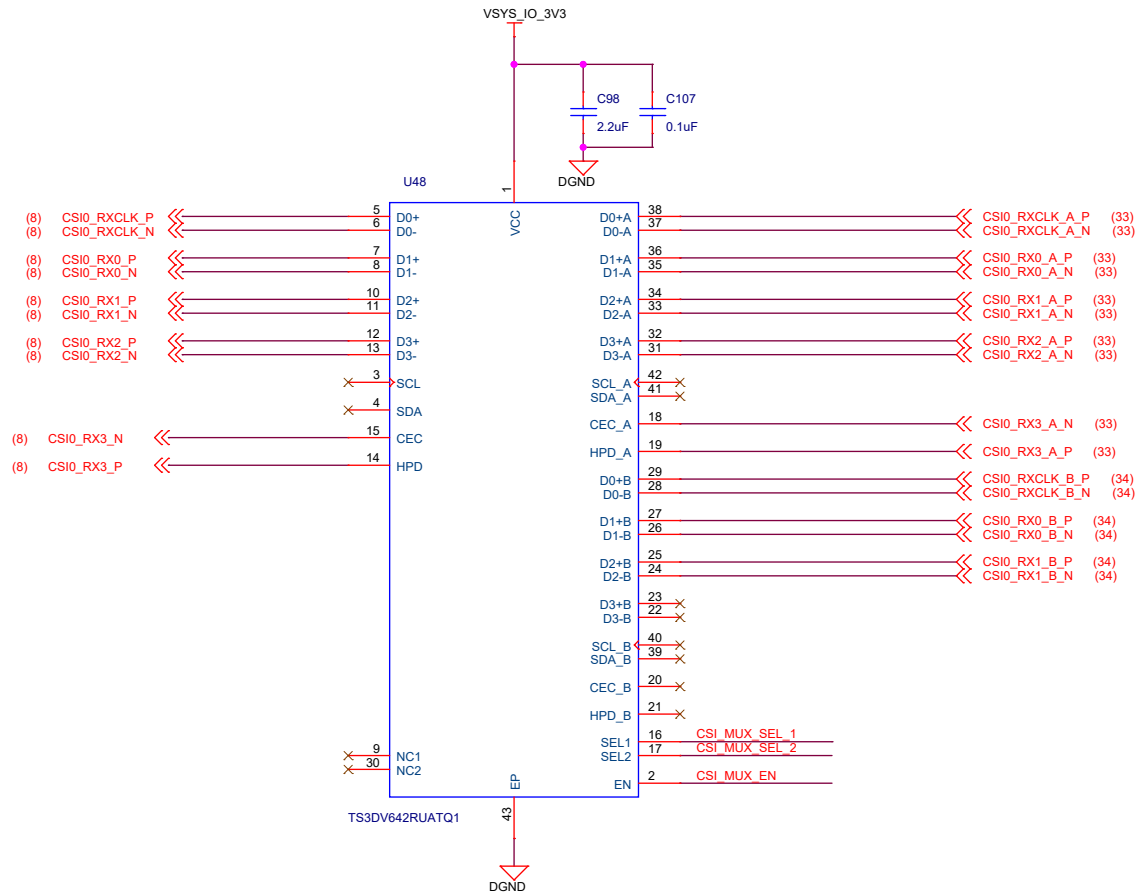 VSYS_IO_3V3
C98
C107
2.2uF
0.1uF
DGND
U48
1
VCC
(8) CSI0_RXCLK_P 5 D0+
(8) CSI0_RXCLK_N 6 D0-
(8) CSI0_RX0_P 7 D1+
(8) CSI0_RX0_N 8 D1-
(8) CSI0_RX1_P 10 D2+
(8) CSI0_RX1_N 11 D2-
(8) CSI0_RX2_P 12 D3+
(8) CSI0_RX2_N 13 D3-
3 SCL
4 SDA
(8) CSI0_RX3_N 15 CEC
(8) CSI0_RX3_P 14 HPD
9 NC1
30 NC2
D0+A 38 CSI0_RXCLK_A_P (33)
D0-A 37 CSI0_RXCLK_A_N (33)
D1+A 36 CSI0_RX0_A_P (33)
D1-A 35 CSI0_RX0_A_N (33)
D2+A 34 CSI0_RX1_A_P (33)
D2-A 33 CSI0_RX1_A_N (33)
D3+A 32 CSI0_RX2_A_P (33)
D3-A 31 CSI0_RX2_A_N (33)
SCL_A 42
SDA_A 41
CEC_A 18 CSI0_RX3_A_N (33)
HPD_A 19 CSI0_RX3_A_P (33)
D0+B 29 CSI0_RXCLK_B_P (34)
D0-B 28 CSI0_RXCLK_B_N (34)
D1+B 27 CSI0_RX0_B_P (34)
D1-B 26 CSI0_RX0_B_N (34)
D2+B 25 CSI0_RX1_B_P (34)
D2-B 24 CSI0_RX1_B_N (34)
D3+B 23
D3-B 22
SCL_B 40
SDA_B 39
CEC_B 20
HPD_B 21
SEL1 16 CSI_MUX_SEL_1
SEL2 17 CSI_MUX_SEL_2
EN 2 CSI_MUX_EN
EP
43
TS3DV642RUATQ1
DGND